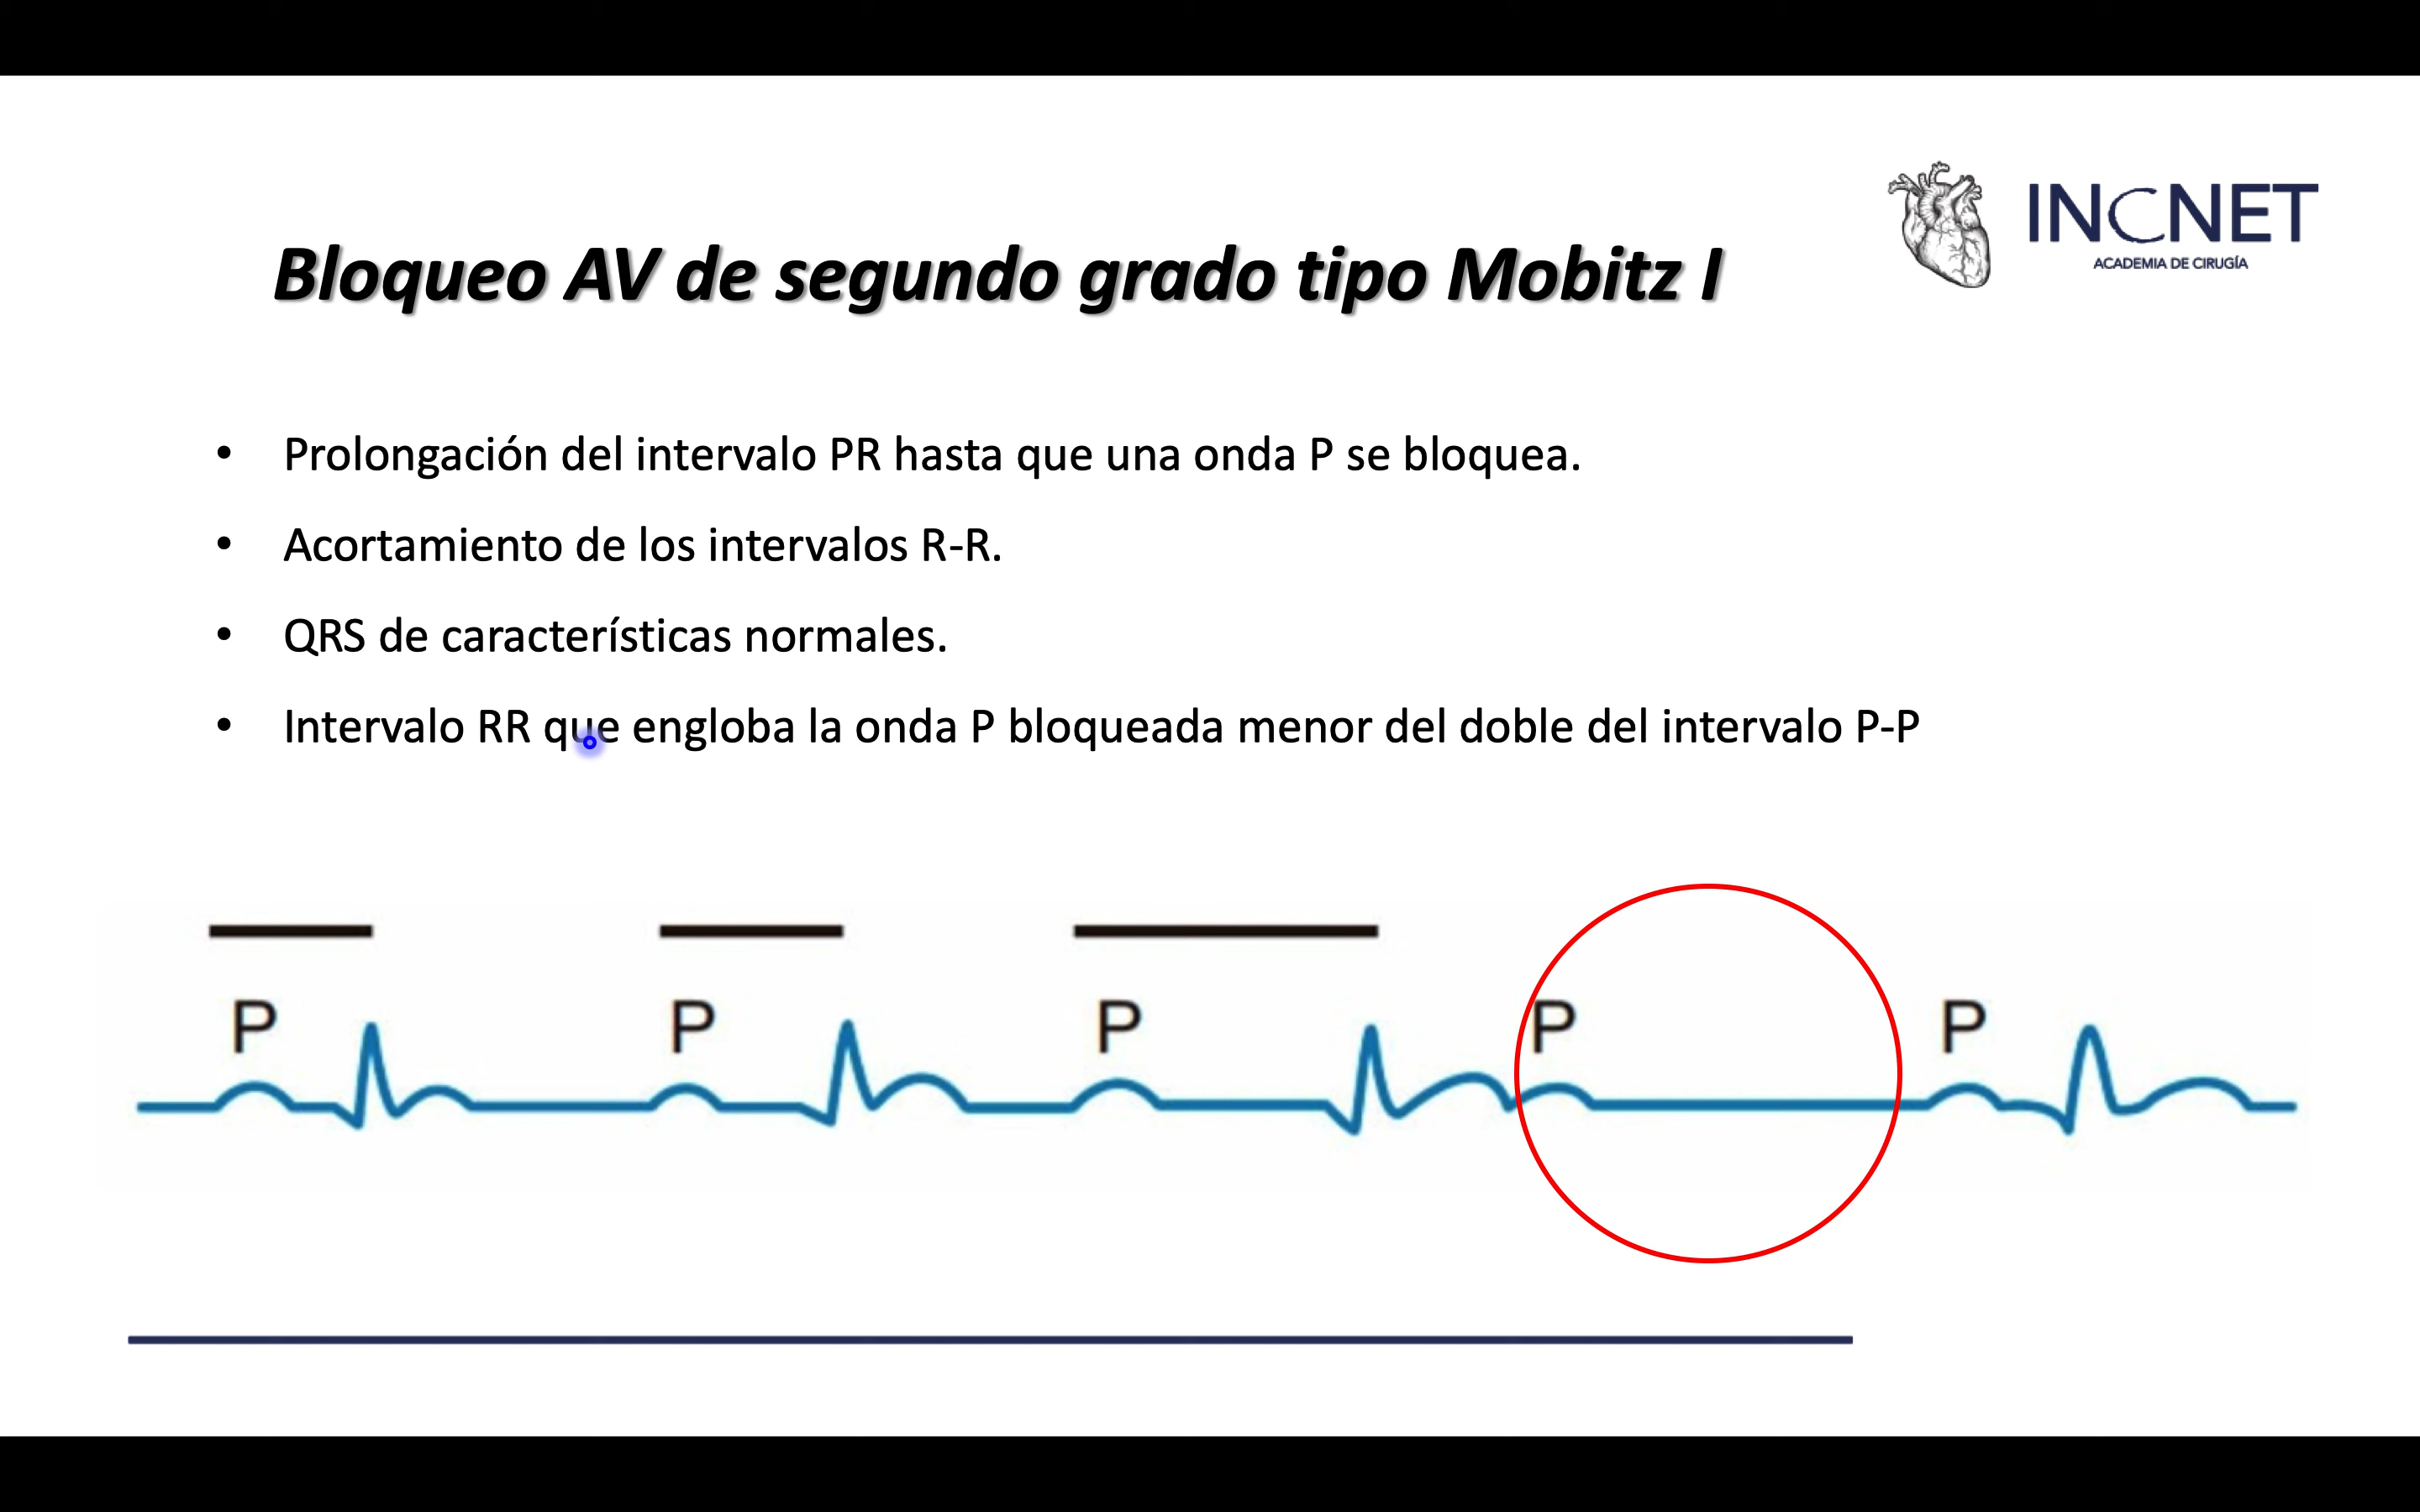 INCNET
ACADEMIA DE CIRUGÍA
Bloqueo AV de segundo grado tipo Mobitz I
• Prolongación del intervalo PR hasta que una onda P se bloquea.
• Acortamiento de los intervalos R-R.
• QRS de características normales.
• Intervalo RR que engloba la onda P bloqueada menor del doble del intervalo P-P
P P P P P